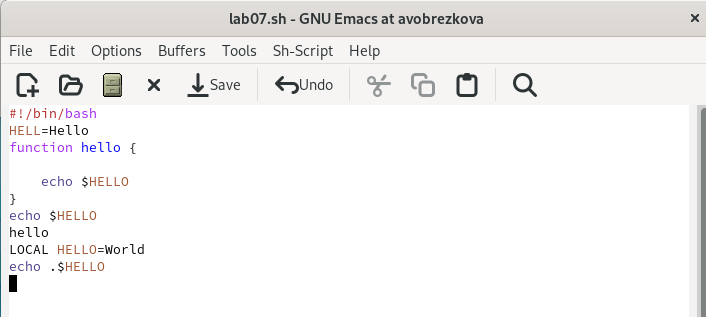 lab07.sh - GNU Emacs at avobrezkova
File Edit Options Buffers Tools Sh-Script Help
Save Undo
#!/bin/bash
HELL=Hello
function hello {
echo $HELLO
}
echo $HELLO
hello
LOCAL HELLO=World
echo .$HELLO